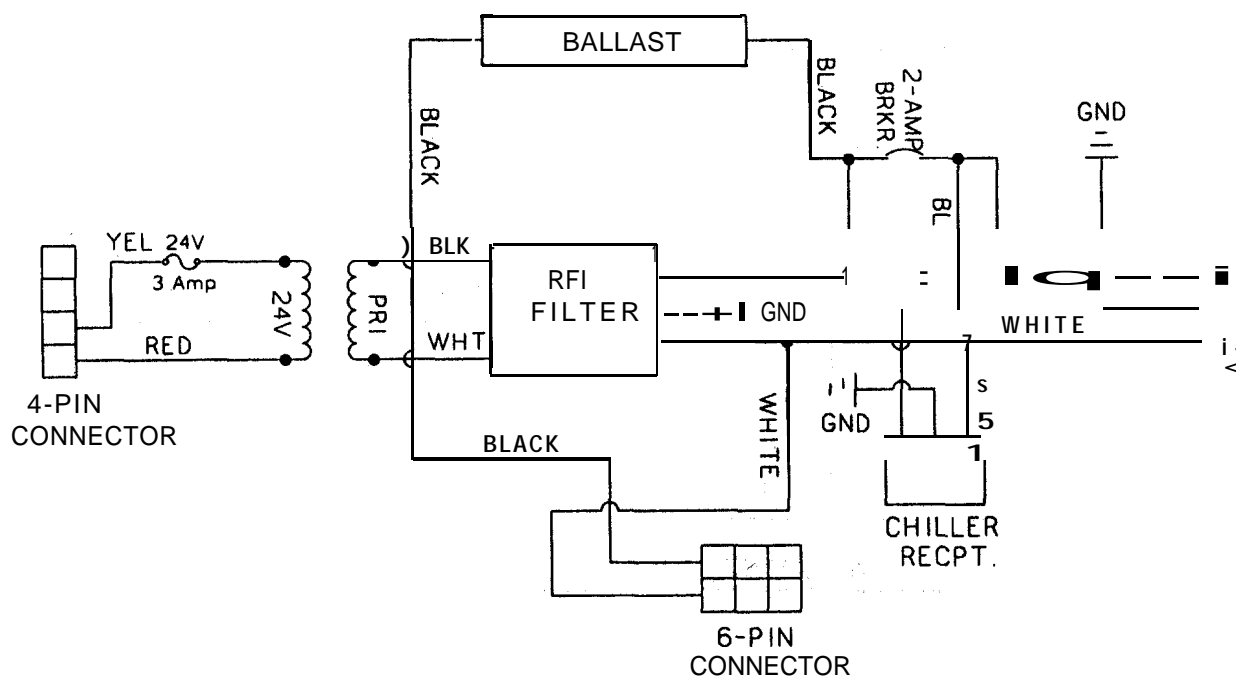 BALLAST
BLACK
2-AMP
BRKR
GND
BLACK
BL
YEL 24V
3 Amp
24V
PRI
BLK
RFI
FILTER
GND
WHITE
RED
WHT
4-PIN
CONNECTOR
BLACK
WHITE
GND
S
5
1
CHILLER
RECPT.
6-PIN
CONNECTOR